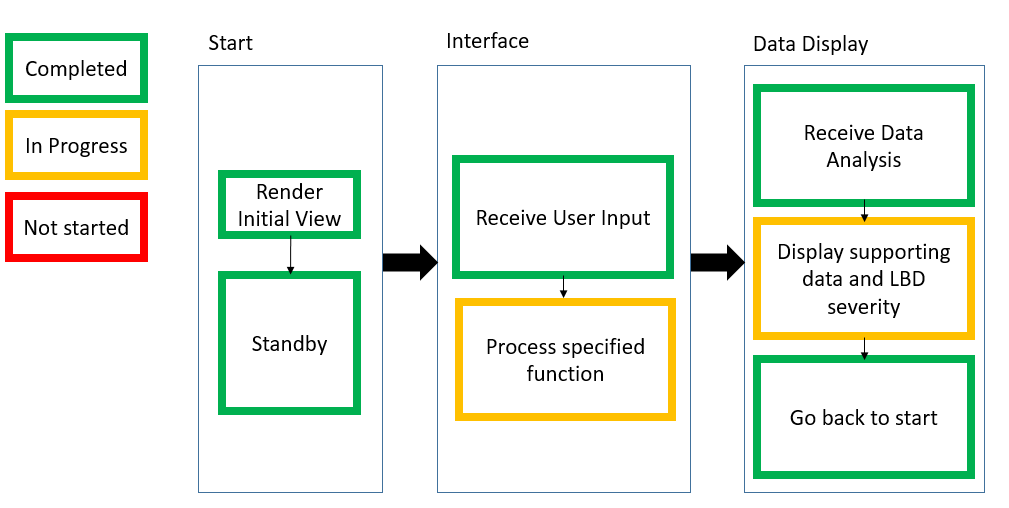 Completed
In Progress
Not started
Start
Render
Initial View
Standby
Interface
Receive User Input
Process specified
function
Data Display
Receive Data
Analysis
Display supporting
data and LBD
severity
Go back to start